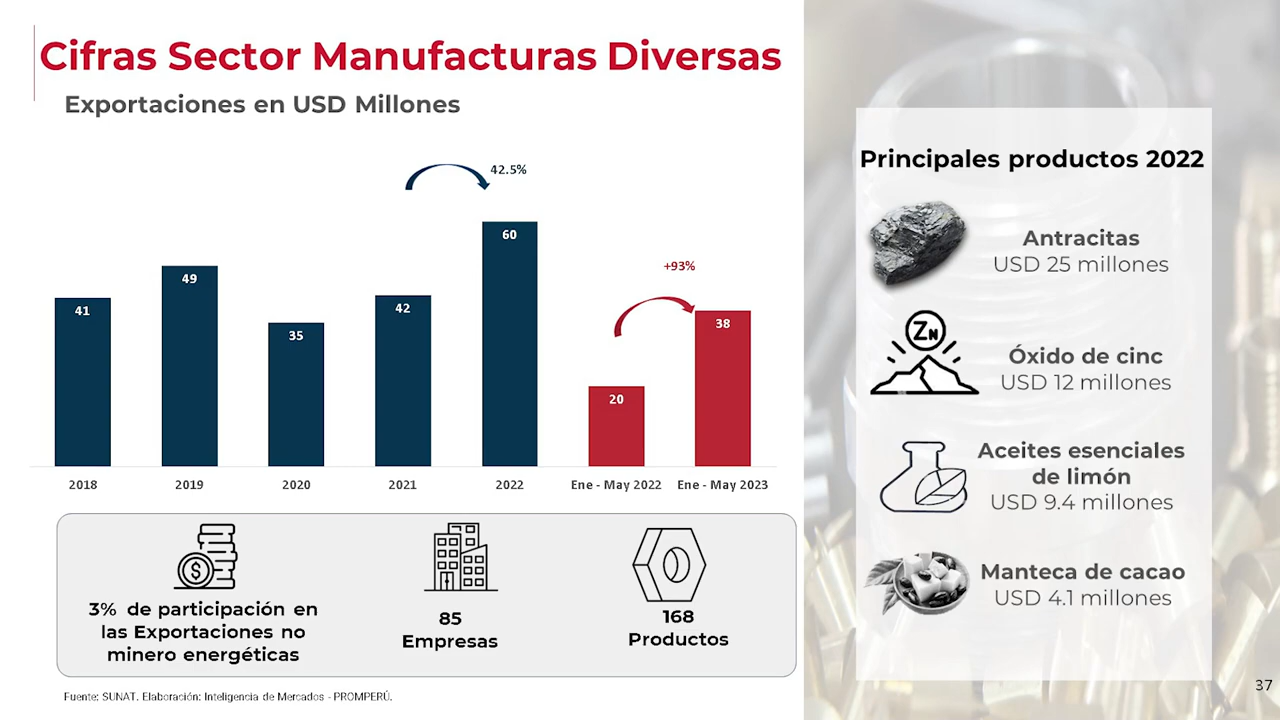 Cifras Sector Manufacturas Diversas
Exportaciones en USD Millones
42.5%
60
+93%
49
41
42
35
38
20
2018
2019
2020
2021
2022
Ene - May 2022
Ene - May 2023
3% de participación en
las Exportaciones no
minero energéticas
85
Empresas
168
Productos
Fuente: SUNAT. Elaboración: Inteligencia de Mercados - PROMPERÚ.
Principales productos 2022
Antracitas
USD 25 millones
ZN
Óxido de cinc
USD 12 millones
Aceites esenciales
de limón
USD 9.4 millones
Manteca de cacao
USD 4.1 millones
$
37